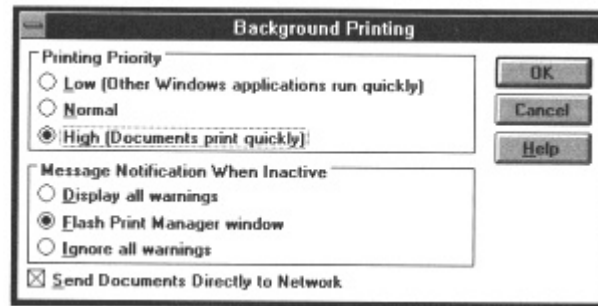 Background Printing
Printing Priority
Low (Other Windows applications run quickly)
Normal
High (Documents print quickly)
Message Notification When Inactive
Display all warnings
Flash Print Manager window
Ignore all warnings
Send Documents Directly to Network
OK
Cancel
Help